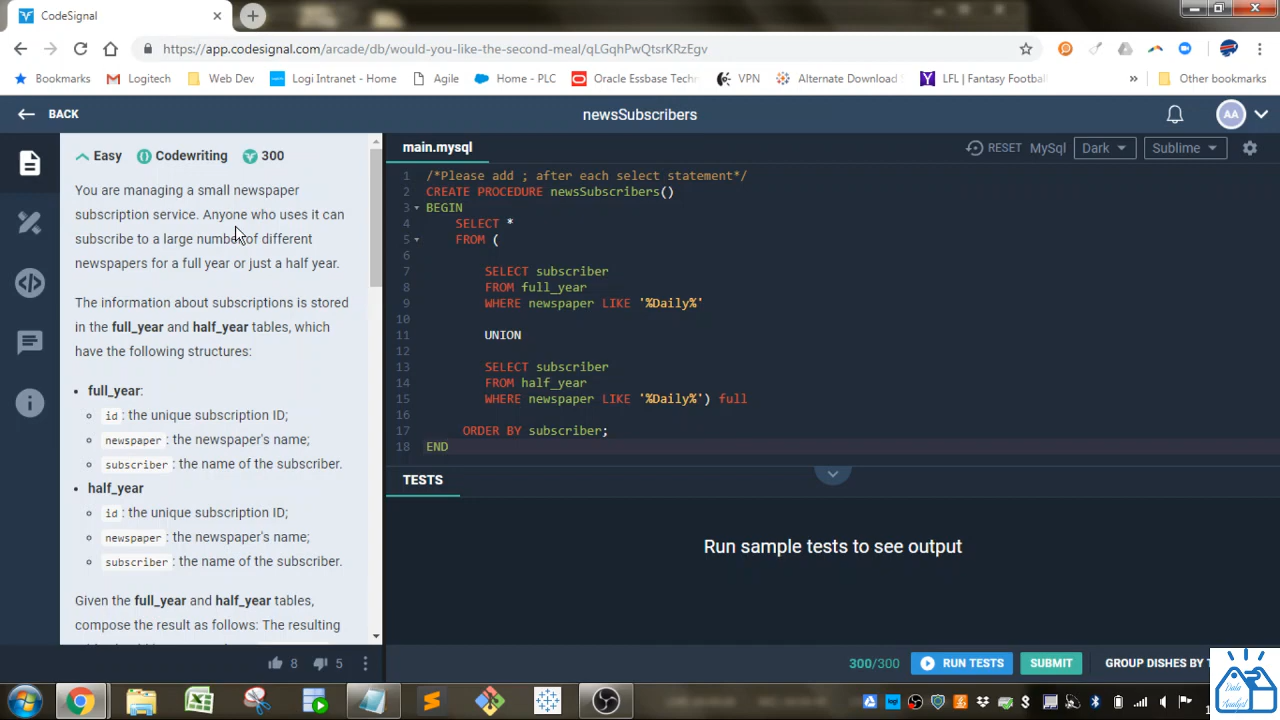 CodeSignal
https://app.codesignal.com/arcade/db/would-you-like-the-second-meal/qLGqhPwQtsrKRzEgv
Bookmarks Logitech Web Dev Logi Intranet - Home Agile Home - PLC Oracle Essbase Techn VPN Alternate Download LFL | Fantasy Football » Other bookmarks
BACK newsSubscribers AA
Easy Codewriting 300
You are managing a small newspaper
subscription service. Anyone who uses it can
subscribe to a large number of different
newspapers for a full year or just a half year.
The information about subscriptions is stored
in the full_year and half_year tables, which
have the following structures:
• full_year:
id : the unique subscription ID;
newspaper : the newspaper's name;
subscriber : the name of the subscriber.
• half_year
id : the unique subscription ID;
newspaper : the newspaper's name;
subscriber : the name of the subscriber.
Given the full_year and half_year tables,
compose the result as follows: The resulting
8 5
main.mysql RESET MySql Dark Sublime
1 /*Please add ; after each select statement*/
2 CREATE PROCEDURE newsSubscribers()
3 BEGIN
4 SELECT *
5 FROM (
6
7 SELECT subscriber
8 FROM full_year
9 WHERE newspaper LIKE '%Daily%'
10
11 UNION
12
13 SELECT subscriber
14 FROM half_year
15 WHERE newspaper LIKE '%Daily%') full
16
17 ORDER BY subscriber;
18 END
TESTS
Run sample tests to see output
300/300 RUN TESTS SUBMIT GROUP DISHES BY T
Data
Analyst